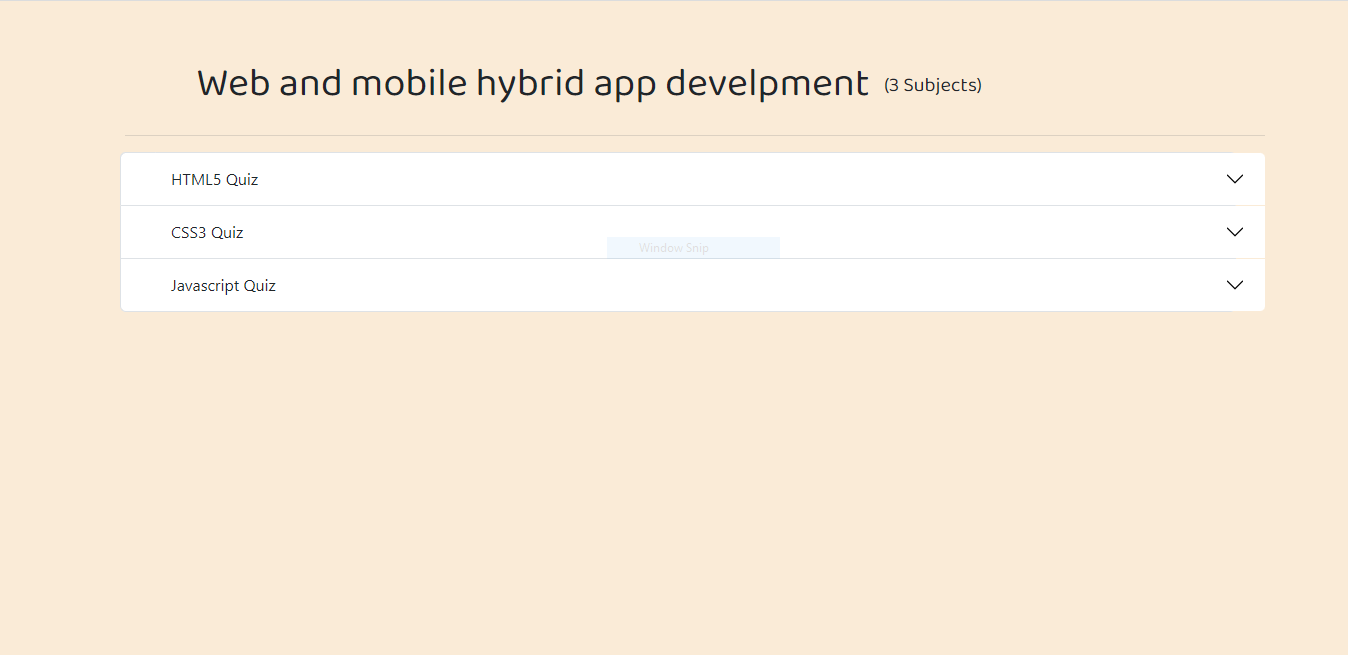 Web and mobile hybrid app develpment (3 Subjects)
HTML5 Quiz
CSS3 Quiz
Window Snip
Javascript Quiz